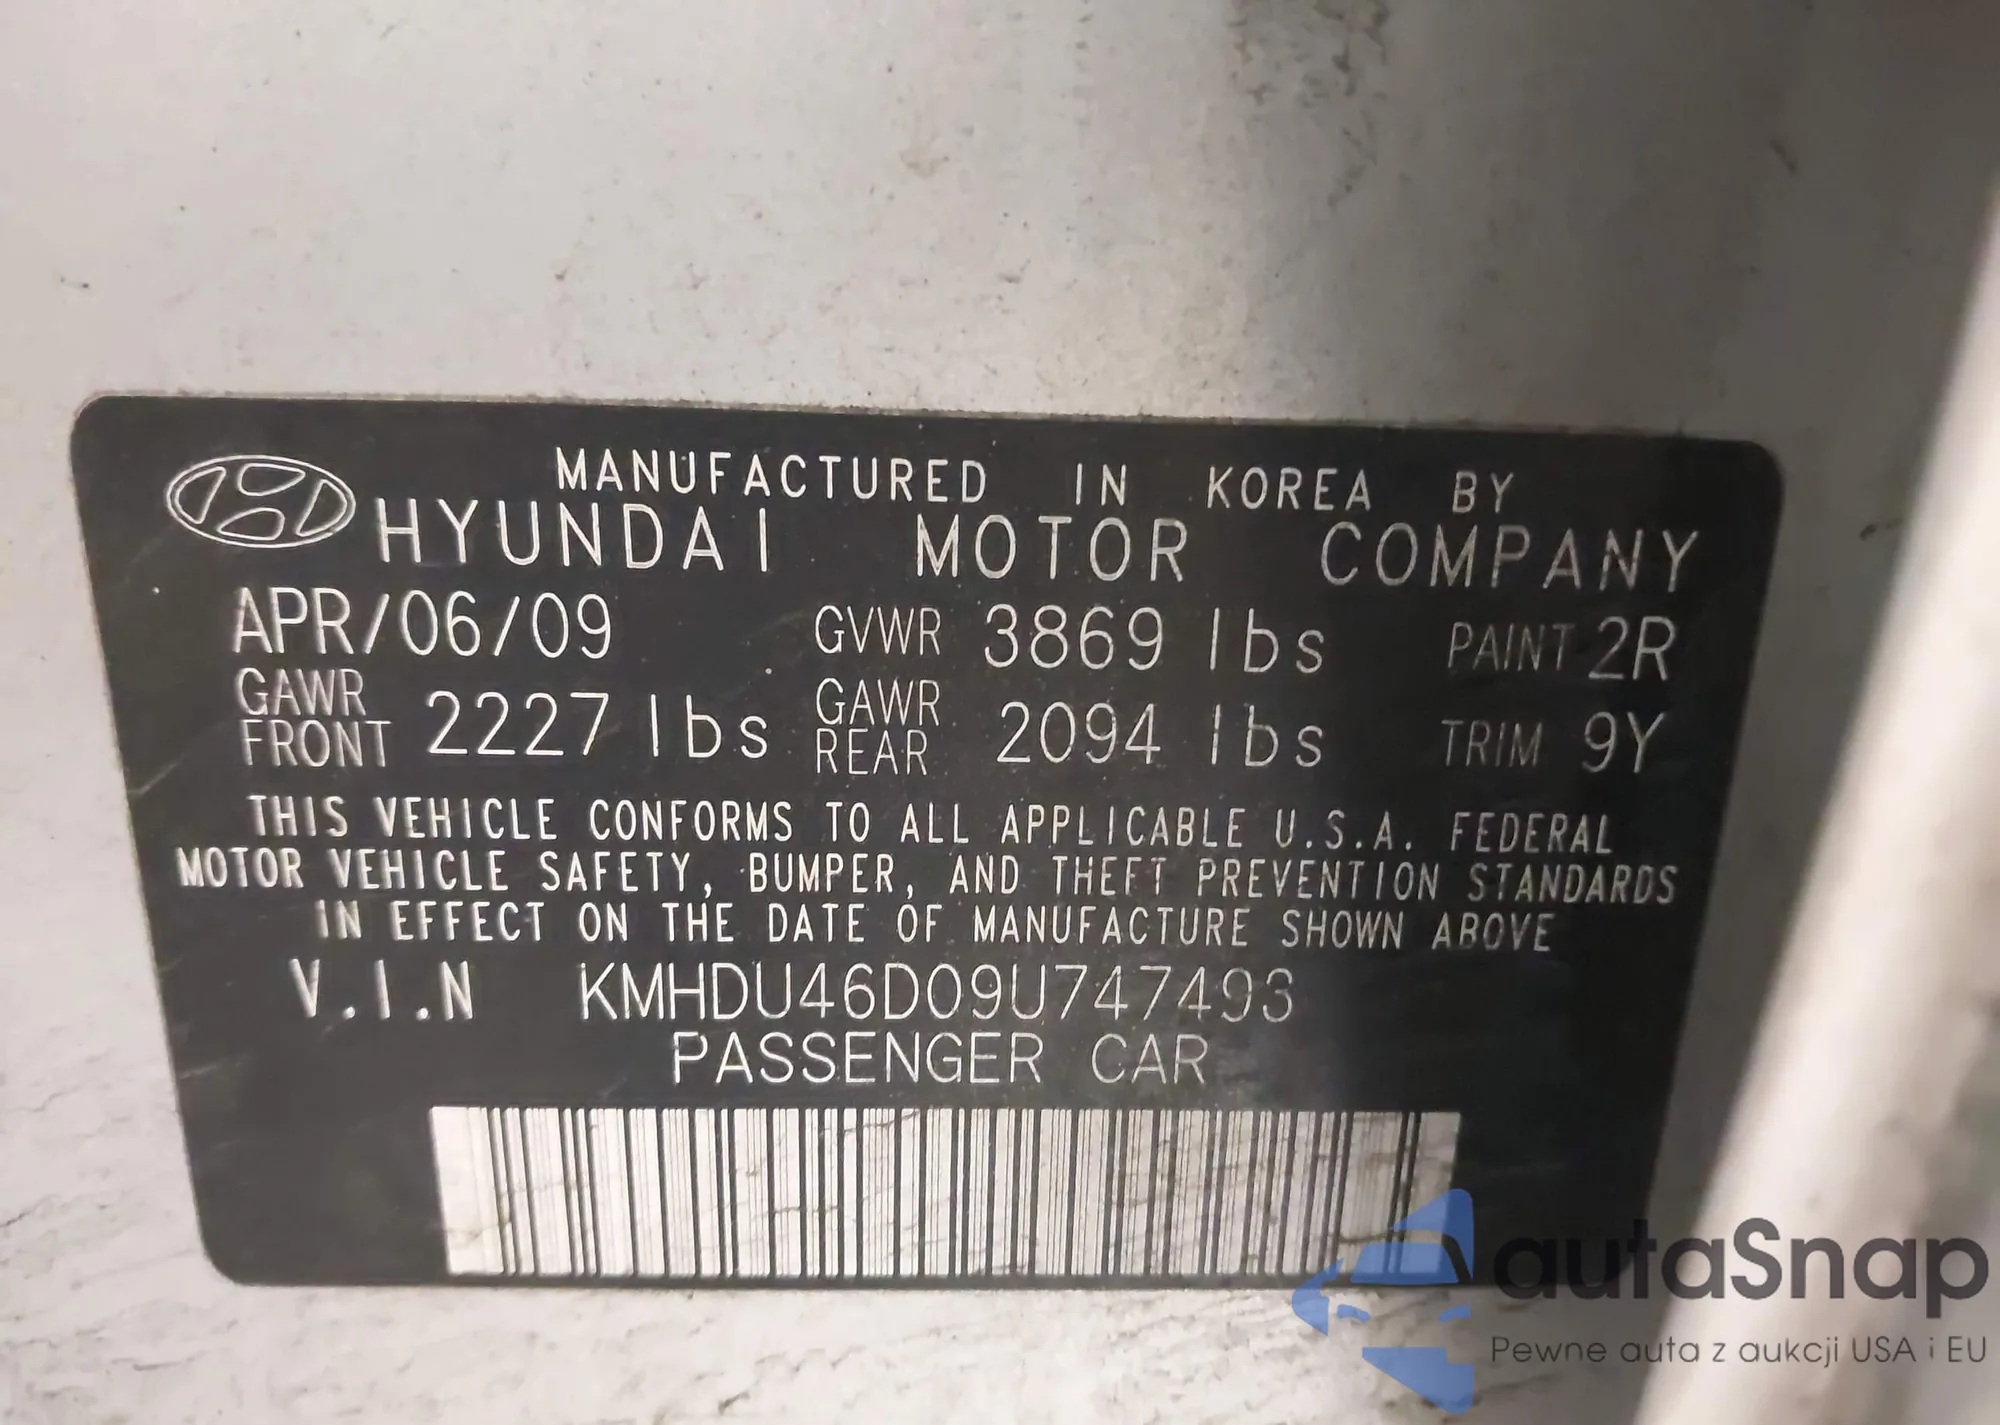 MANUFACTURED IN KOREA BY
HYUNDAI MOTOR COMPANY
APR/06/09 GVWR 3869 lbs PAINT 2R
GAWR FRONT 2227 lbs GAWR REAR 2094 lbs TRIM 9Y
THIS VEHICLE CONFORMS TO ALL APPLICABLE U.S.A. FEDERAL
MOTOR VEHICLE SAFETY, BUMPER, AND THEFT PREVENTION STANDARDS
IN EFFECT ON THE DATE OF MANUFACTURE SHOWN ABOVE
V.I.N KMHDU46D09U747493
PASSENGER CAR
autaSnap
Pewne auta z aukcji USA i EU